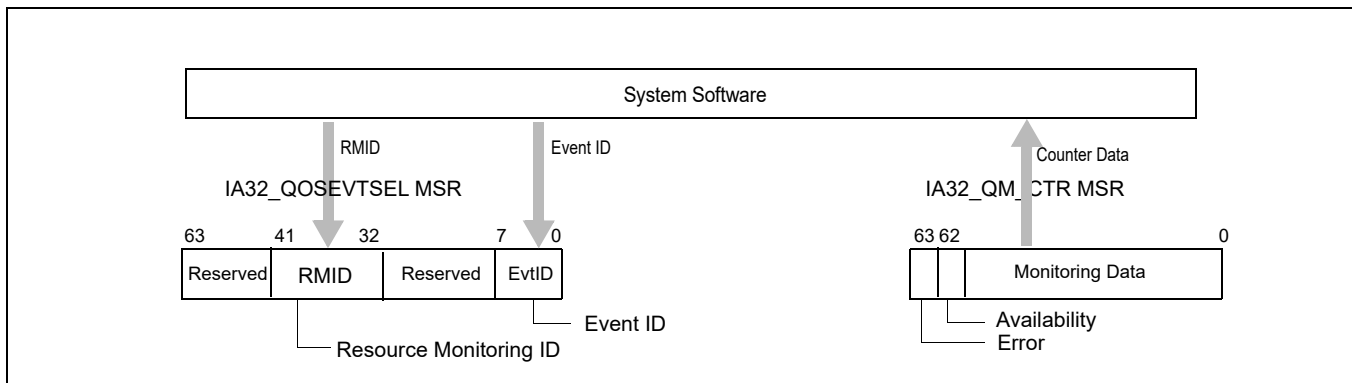 System Software
RMID
Event ID
Counter Data
IA32_QOSEVTSEL MSR
IA32_QM_CTR MSR
63 41 32 7 0
63 62 0
Reserved RMID Reserved EvtID
Monitoring Data
Event ID
Resource Monitoring ID
Availability
Error